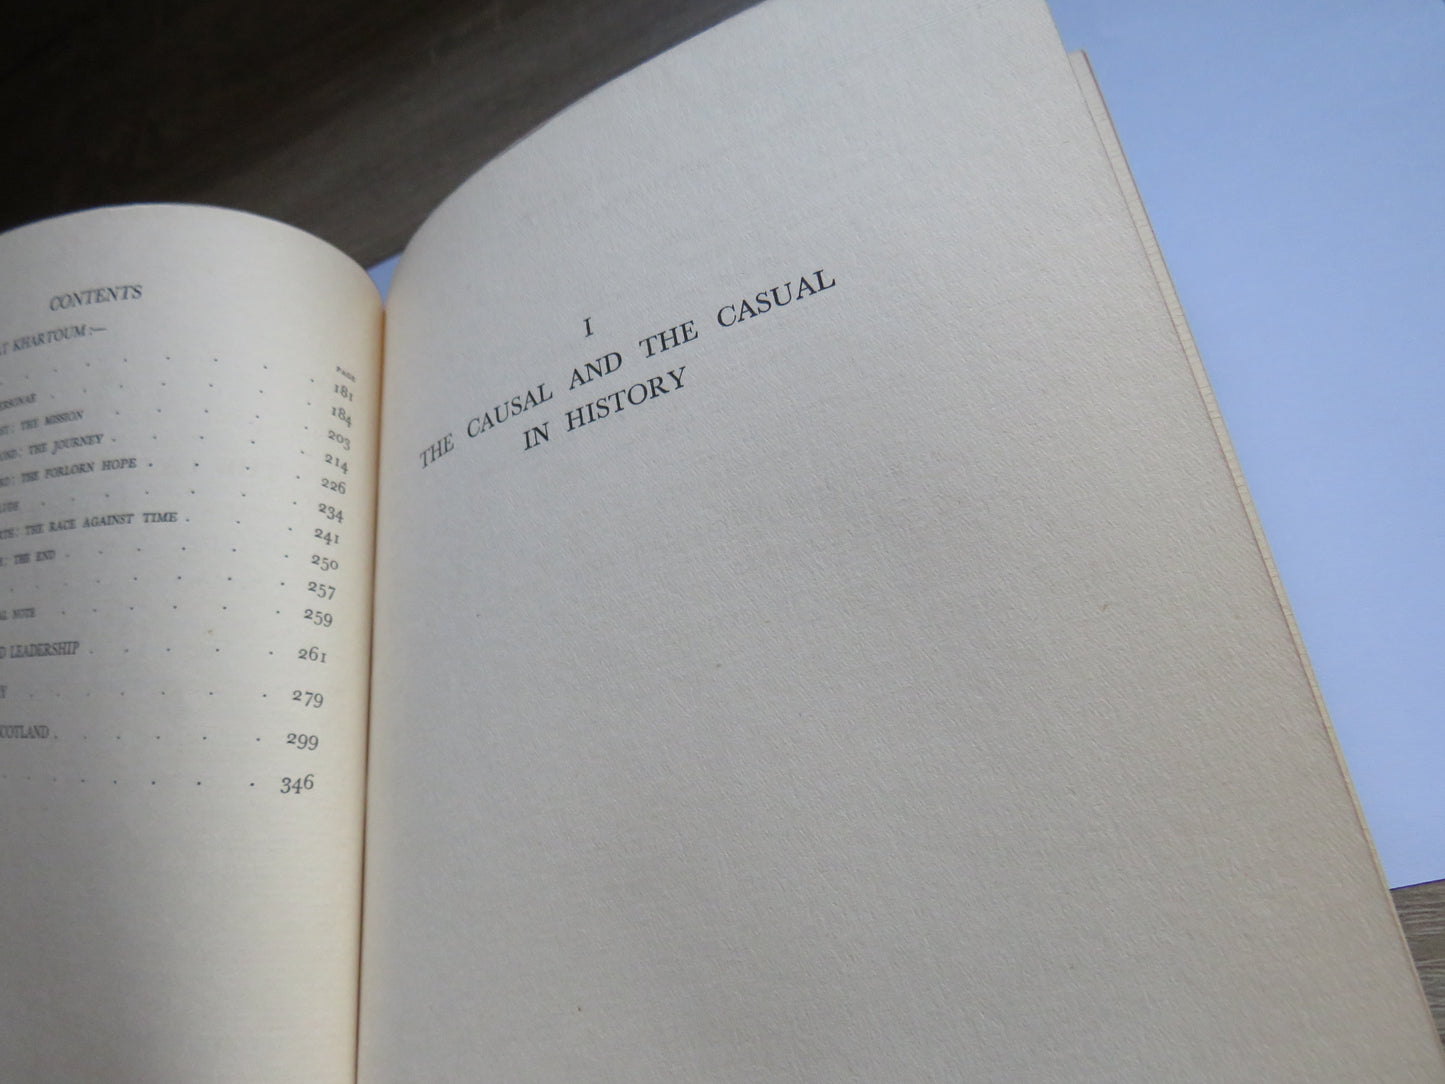 CONTENTS
KHARTOUM:—
PAGE
. . . . . 181
. . . . . 184
: THE MISSION . . . . 203
: THE JOURNEY . . . . 214
: THE FORLORN HOPE . . . . 226
. . . . . 234
: THE RACE AGAINST TIME . . . 241
: THE END . . . . . 250
. . . . . 257
NOTE . . . . . 259
LEADERSHIP . . . . 261
. . . . . . 279
. . . . . . 299
. . . . . 346
I
THE CAUSAL AND THE CASUAL
IN HISTORY